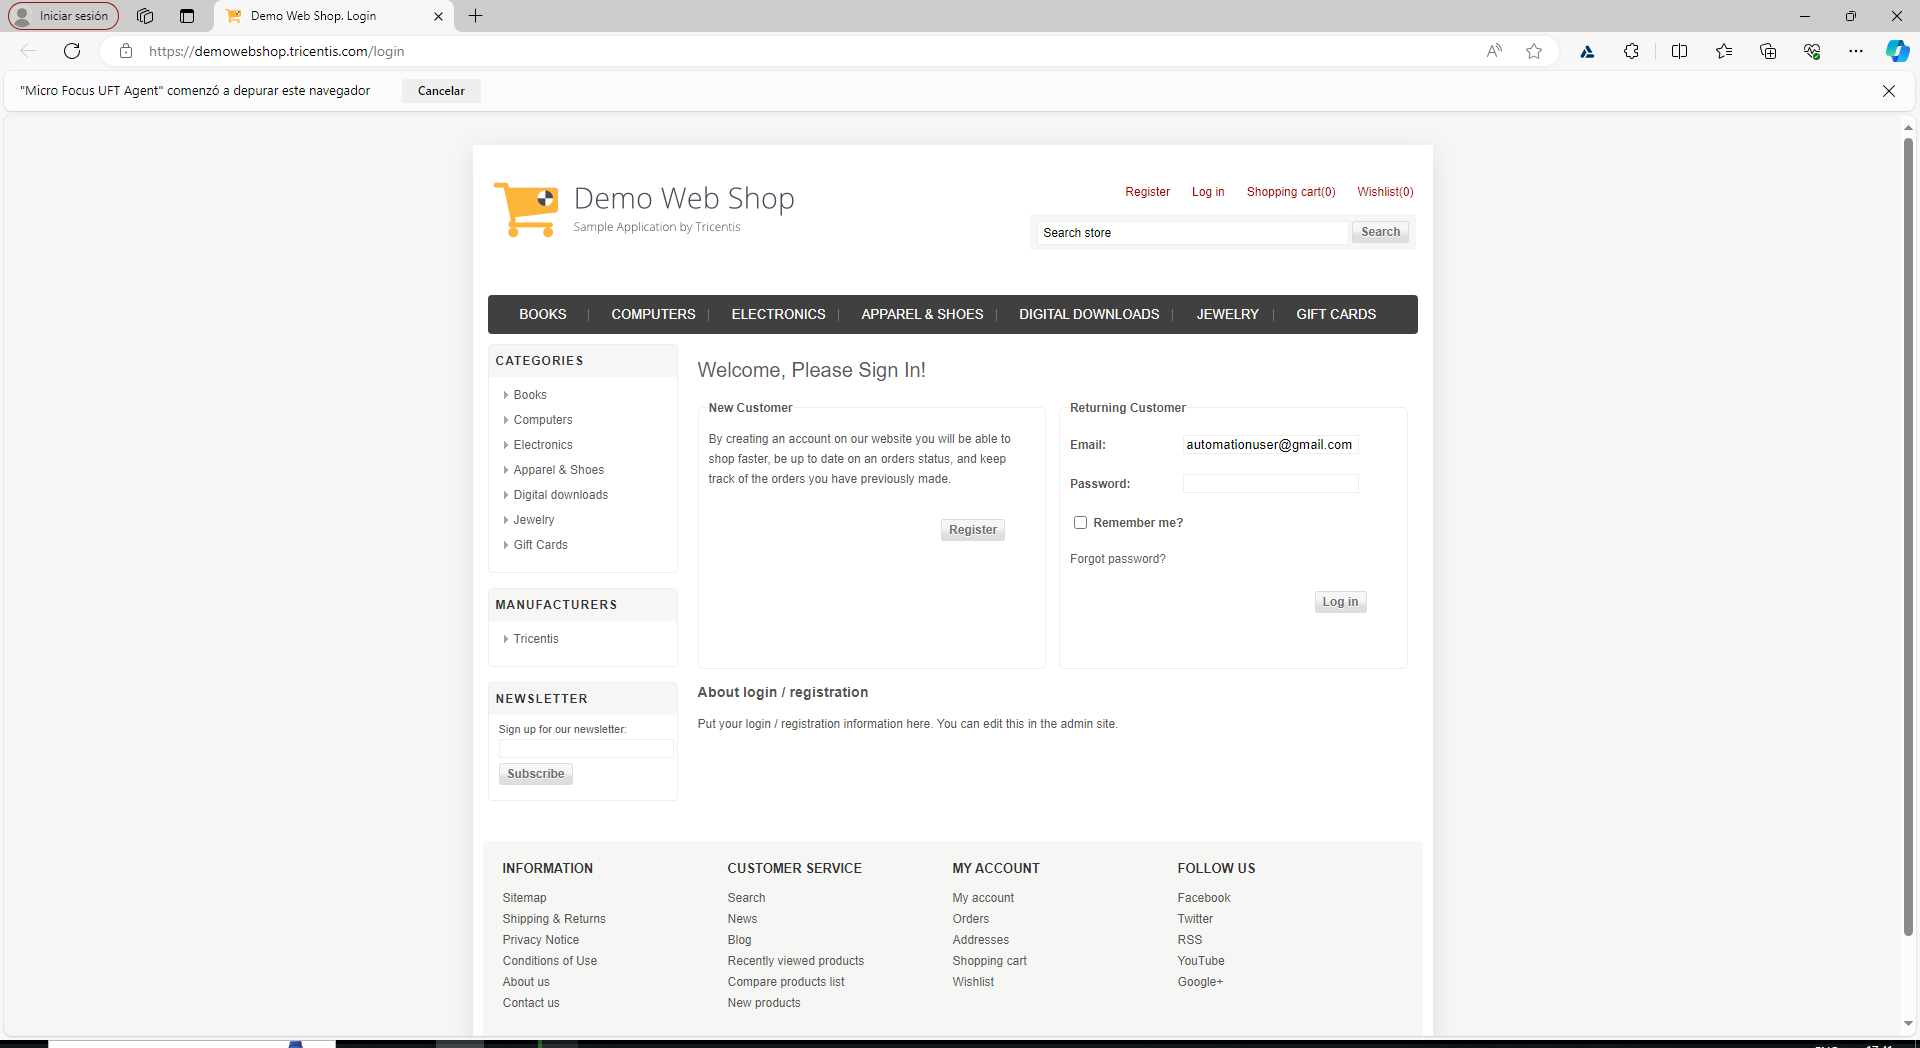 Iniciar sesión
Demo Web Shop. Login
https://demowebshop.tricentis.com/login
"Micro Focus UFT Agent" comenzó a depurar este navegador
Cancelar
Demo Web Shop
Sample Application by Tricentis
Register
Log in
Shopping cart(0)
Wishlist(0)
Search store
Search
BOOKS
COMPUTERS
ELECTRONICS
APPAREL & SHOES
DIGITAL DOWNLOADS
JEWELRY
GIFT CARDS
CATEGORIES
Books
Computers
Electronics
Apparel & Shoes
Digital downloads
Jewelry
Gift Cards
MANUFACTURERS
Tricentis
NEWSLETTER
Sign up for our newsletter:
Subscribe
Welcome, Please Sign In!
New Customer
By creating an account on our website you will be able to
shop faster, be up to date on an orders status, and keep
track of the orders you have previously made.
Register
Returning Customer
Email:
automationuser@gmail.com
Password:
Remember me?
Forgot password?
Log in
About login / registration
Put your login / registration information here. You can edit this in the admin site.
INFORMATION
Sitemap
Shipping & Returns
Privacy Notice
Conditions of Use
About us
Contact us
CUSTOMER SERVICE
Search
News
Blog
Recently viewed products
Compare products list
New products
MY ACCOUNT
My account
Orders
Addresses
Shopping cart
Wishlist
FOLLOW US
Facebook
Twitter
RSS
YouTube
Google+